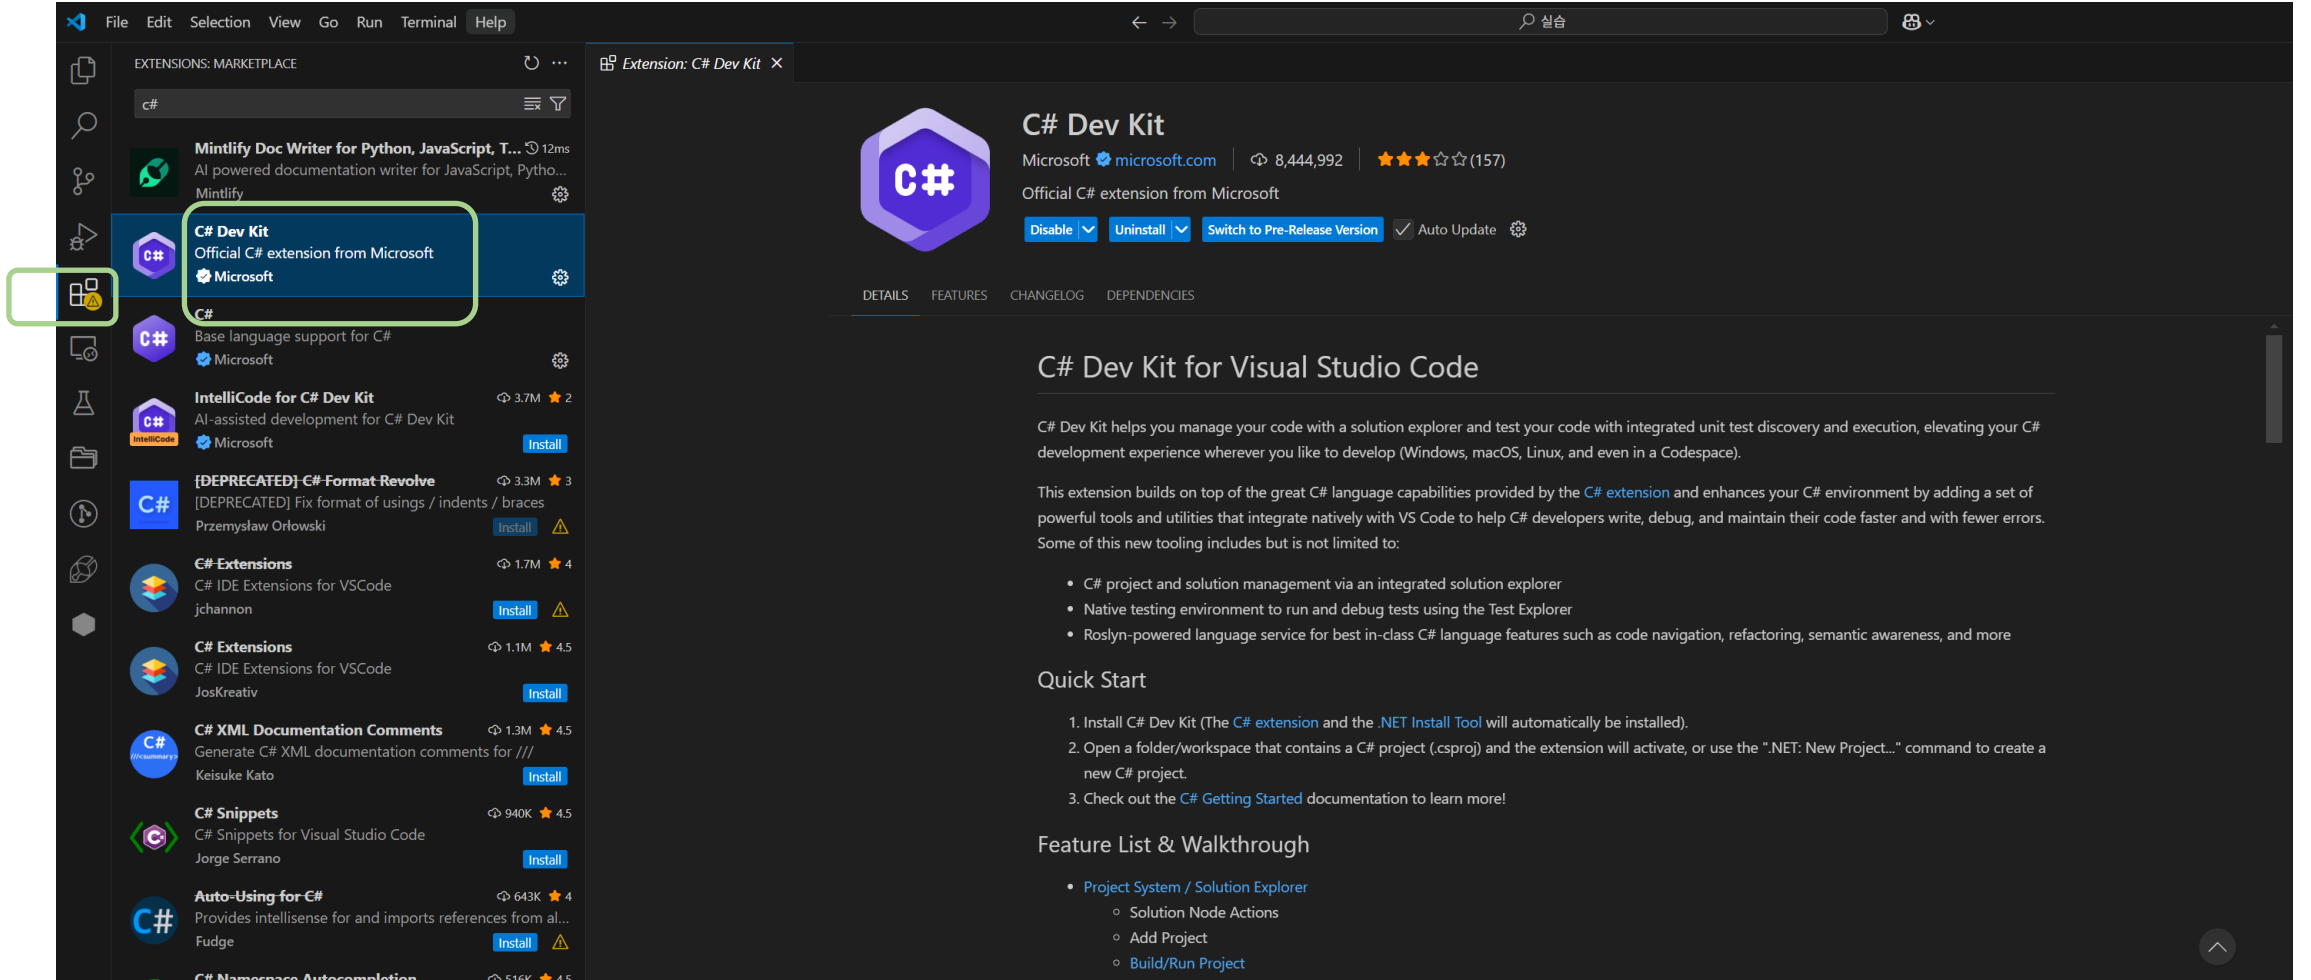 File Edit Selection View Go Run Terminal Help
실습
EXTENSIONS: MARKETPLACE
c#
Mintlify Doc Writer for Python, JavaScript, T... 12ms
AI powered documentation writer for JavaScript, Pytho...
Mintlify
C# Dev Kit
Official C# extension from Microsoft
Microsoft
C#
Base language support for C#
Microsoft
IntelliCode for C# Dev Kit 3.7M 2
AI-assisted development for C# Dev Kit
Microsoft Install
IntelliCode
[DEPRECATED] C# Format Revolve 3.3M 3
[DEPRECATED] Fix format of usings / indents / braces
Przemysław Orłowski Install
C# Extensions 1.7M 4
C# IDE Extensions for VSCode
jchannon Install
C# Extensions 1.1M 4.5
C# IDE Extensions for VSCode
JosKreativ Install
C# XML Documentation Comments 1.3M 4.5
Generate C# XML documentation comments for ///
Keisuke Kato Install
C# Snippets 940K 4.5
C# Snippets for Visual Studio Code
Jorge Serrano Install
Auto-Using for C# 643K 4
Provides intellisense for and imports references from al...
Fudge Install
C# Namespace Autocompletion 516K 4.5
Extension: C# Dev Kit
C#
C# Dev Kit
Microsoft microsoft.com 8,444,992 (157)
Official C# extension from Microsoft
Disable Uninstall Switch to Pre-Release Version Auto Update
DETAILS FEATURES CHANGELOG DEPENDENCIES
C# Dev Kit for Visual Studio Code
C# Dev Kit helps you manage your code with a solution explorer and test your code with integrated unit test discovery and execution, elevating your C#
development experience wherever you like to develop (Windows, macOS, Linux, and even in a Codespace).
This extension builds on top of the great C# language capabilities provided by the C# extension and enhances your C# environment by adding a set of
powerful tools and utilities that integrate natively with VS Code to help C# developers write, debug, and maintain their code faster and with fewer errors.
Some of this new tooling includes but is not limited to:
• C# project and solution management via an integrated solution explorer
• Native testing environment to run and debug tests using the Test Explorer
• Roslyn-powered language service for best in-class C# language features such as code navigation, refactoring, semantic awareness, and more
Quick Start
1. Install C# Dev Kit (The C# extension and the .NET Install Tool will automatically be installed).
2. Open a folder/workspace that contains a C# project (.csproj) and the extension will activate, or use the ".NET: New Project..." command to create a
new C# project.
3. Check out the C# Getting Started documentation to learn more!
Feature List & Walkthrough
• Project System / Solution Explorer
◦ Solution Node Actions
◦ Add Project
◦ Build/Run Project